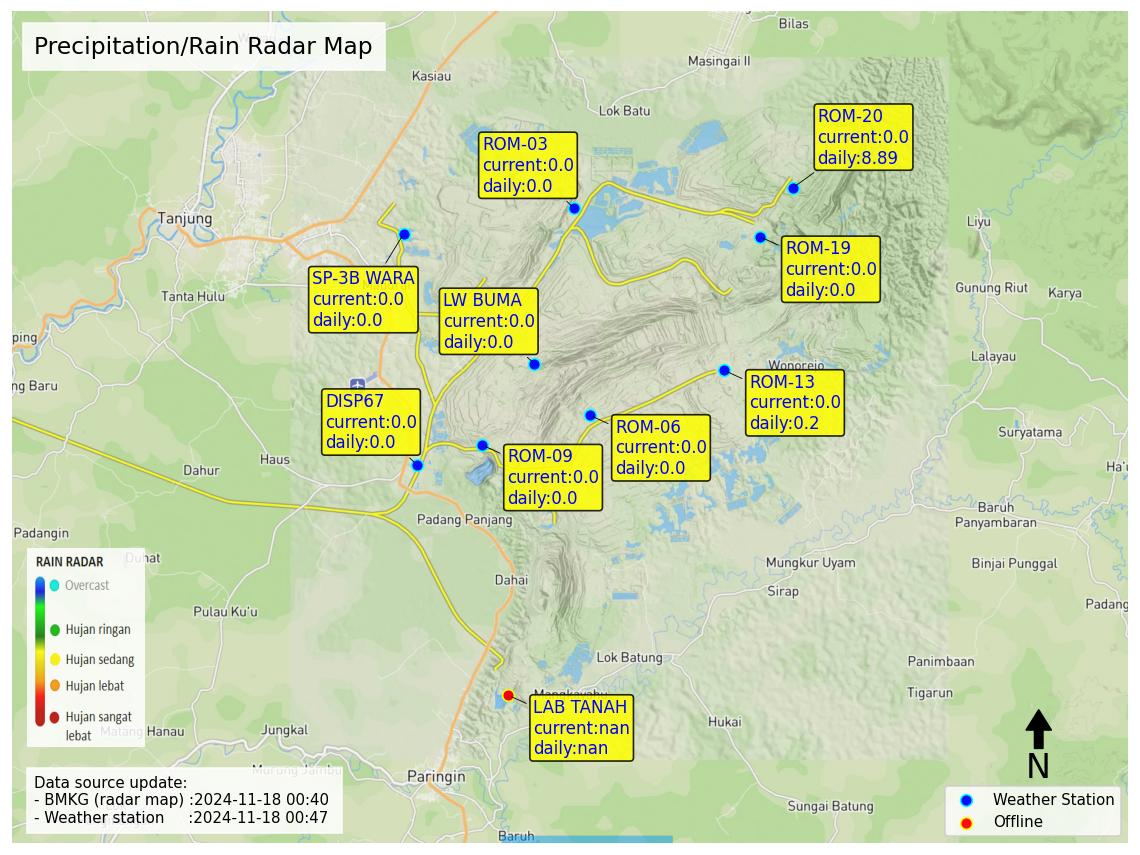 Precipitation/Rain Radar Map
Bilas
Masingai II
Kasiau
Lok Batu
ROM-20
current:0.0
daily:8.89
ROM-03
current:0.0
daily:0.0
Tanjung
Liyu
ROM-19
current:0.0
daily:0.0
SP-3B WARA
current:0.0
daily:0.0
Tanta Hulu
LW BUMA
current:0.0
daily:0.0
Gunung Riut
Karya
ping
Lalayau
Wonorejo
ng Baru
ROM-13
current:0.0
daily:0.2
DISP67
current:0.0
daily:0.0
ROM-06
current:0.0
daily:0.0
Suryatama
ROM-09
current:0.0
daily:0.0
Haus
Dahur
Ha'u
Baruh
Panyambaran
Padang Panjang
Padangin
Duhat
Mungkur Uyam
Binjai Punggal
Dahai
Sirap
Padang
Pulau Ku'u
RAIN RADAR
Overcast
Hujan ringan
Hujan sedang
Hujan lebat
Hujan sangat
lebat
Lok Batung
Panimbaan
Tigarun
Mangkayahu
LAB TANAH
current:nan
daily:nan
Hukai
Matang Hanau
Jungkal
Murung Jambu
Paringin
N
Data source update:
- BMKG (radar map) :2024-11-18 00:40
- Weather station :2024-11-18 00:47
Sungai Batung
Baruh
Weather Station
Offline